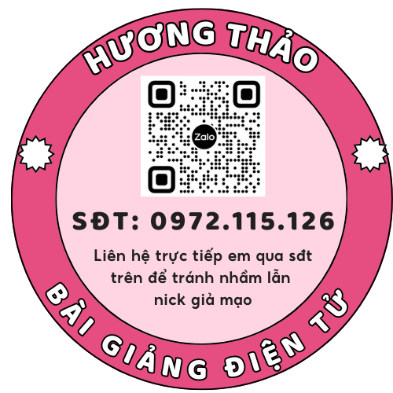 HƯƠNG THẢO
Zalo
SĐT: 0972.115.126
Liên hệ trực tiếp em qua sđt
trên để tránh nhầm lẫn
nick giả mạo
BÀI GIẢNG ĐIỆN TỬ